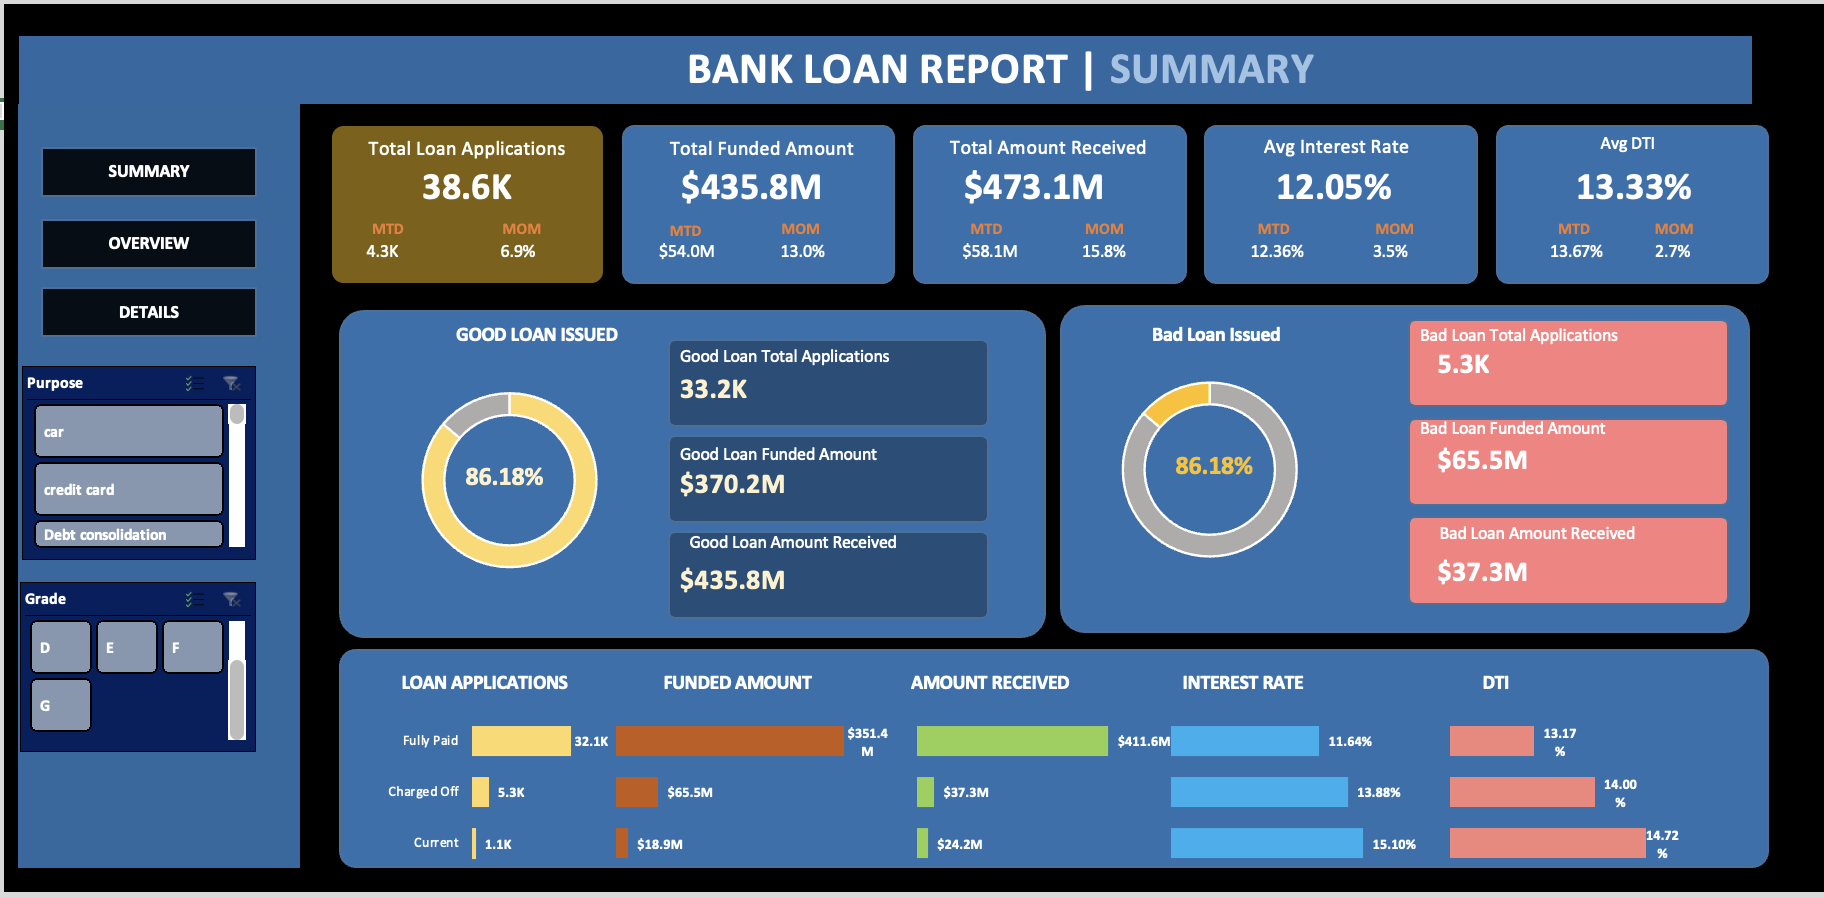 BANK LOAN REPORT | SUMMARY
SUMMARY
OVERVIEW
DETAILS
Purpose
car
credit card
Debt consolidation
Grade
D E F
G
Total Loan Applications
38.6K
MTD MOM
4.3K 6.9%
Total Funded Amount
$435.8M
MTD MOM
$54.0M 13.0%
Total Amount Received
$473.1M
MTD MOM
$58.1M 15.8%
Avg Interest Rate
12.05%
MTD MOM
12.36% 3.5%
Avg DTI
13.33%
MTD MOM
13.67% 2.7%
GOOD LOAN ISSUED
86.18%
Good Loan Total Applications
33.2K
Good Loan Funded Amount
$370.2M
Good Loan Amount Received
$435.8M
Bad Loan Issued
86.18%
Bad Loan Total Applications
5.3K
Bad Loan Funded Amount
$65.5M
Bad Loan Amount Received
$37.3M
LOAN APPLICATIONS FUNDED AMOUNT AMOUNT RECEIVED INTEREST RATE DTI
Fully Paid 32.1K $351.4
M $411.6M 11.64% 13.17
%
Charged Off 5.3K $65.5M $37.3M 13.88% 14.00
%
Current 1.1K $18.9M $24.2M 15.10% 14.72
%